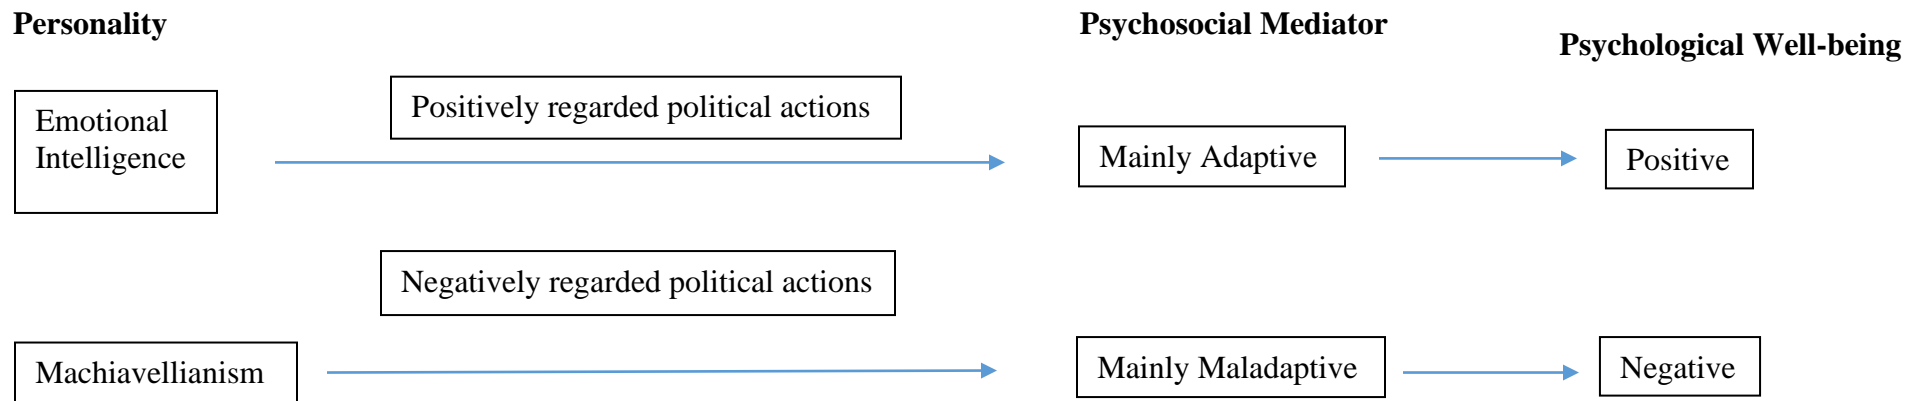 Personality
Psychosocial Mediator
Psychological Well-being
Positively regarded political actions
Emotional
Intelligence
Mainly Adaptive
Positive
Negatively regarded political actions
Machiavellianism
Mainly Maladaptive
Negative